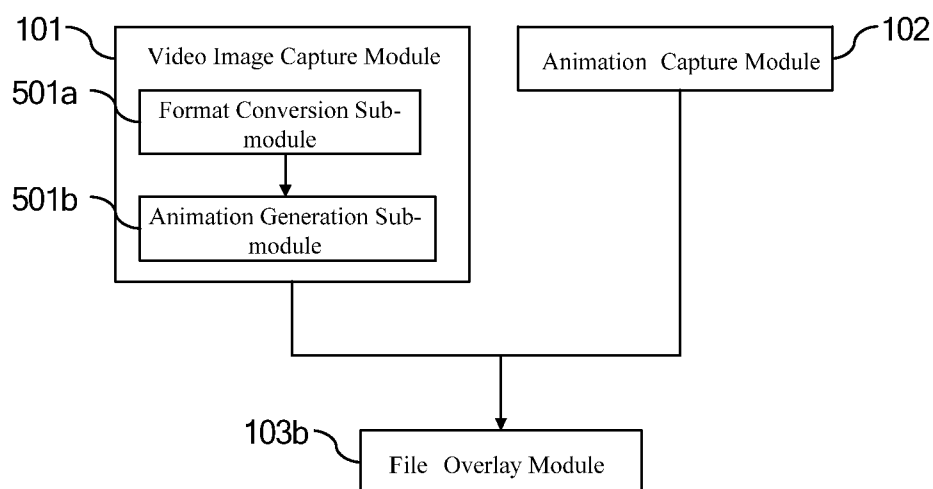 101
Video Image Capture Module
102
Animation Capture Module
501a
Format Conversion Sub-
module
501b
Animation Generation Sub-
module
103b
File Overlay Module